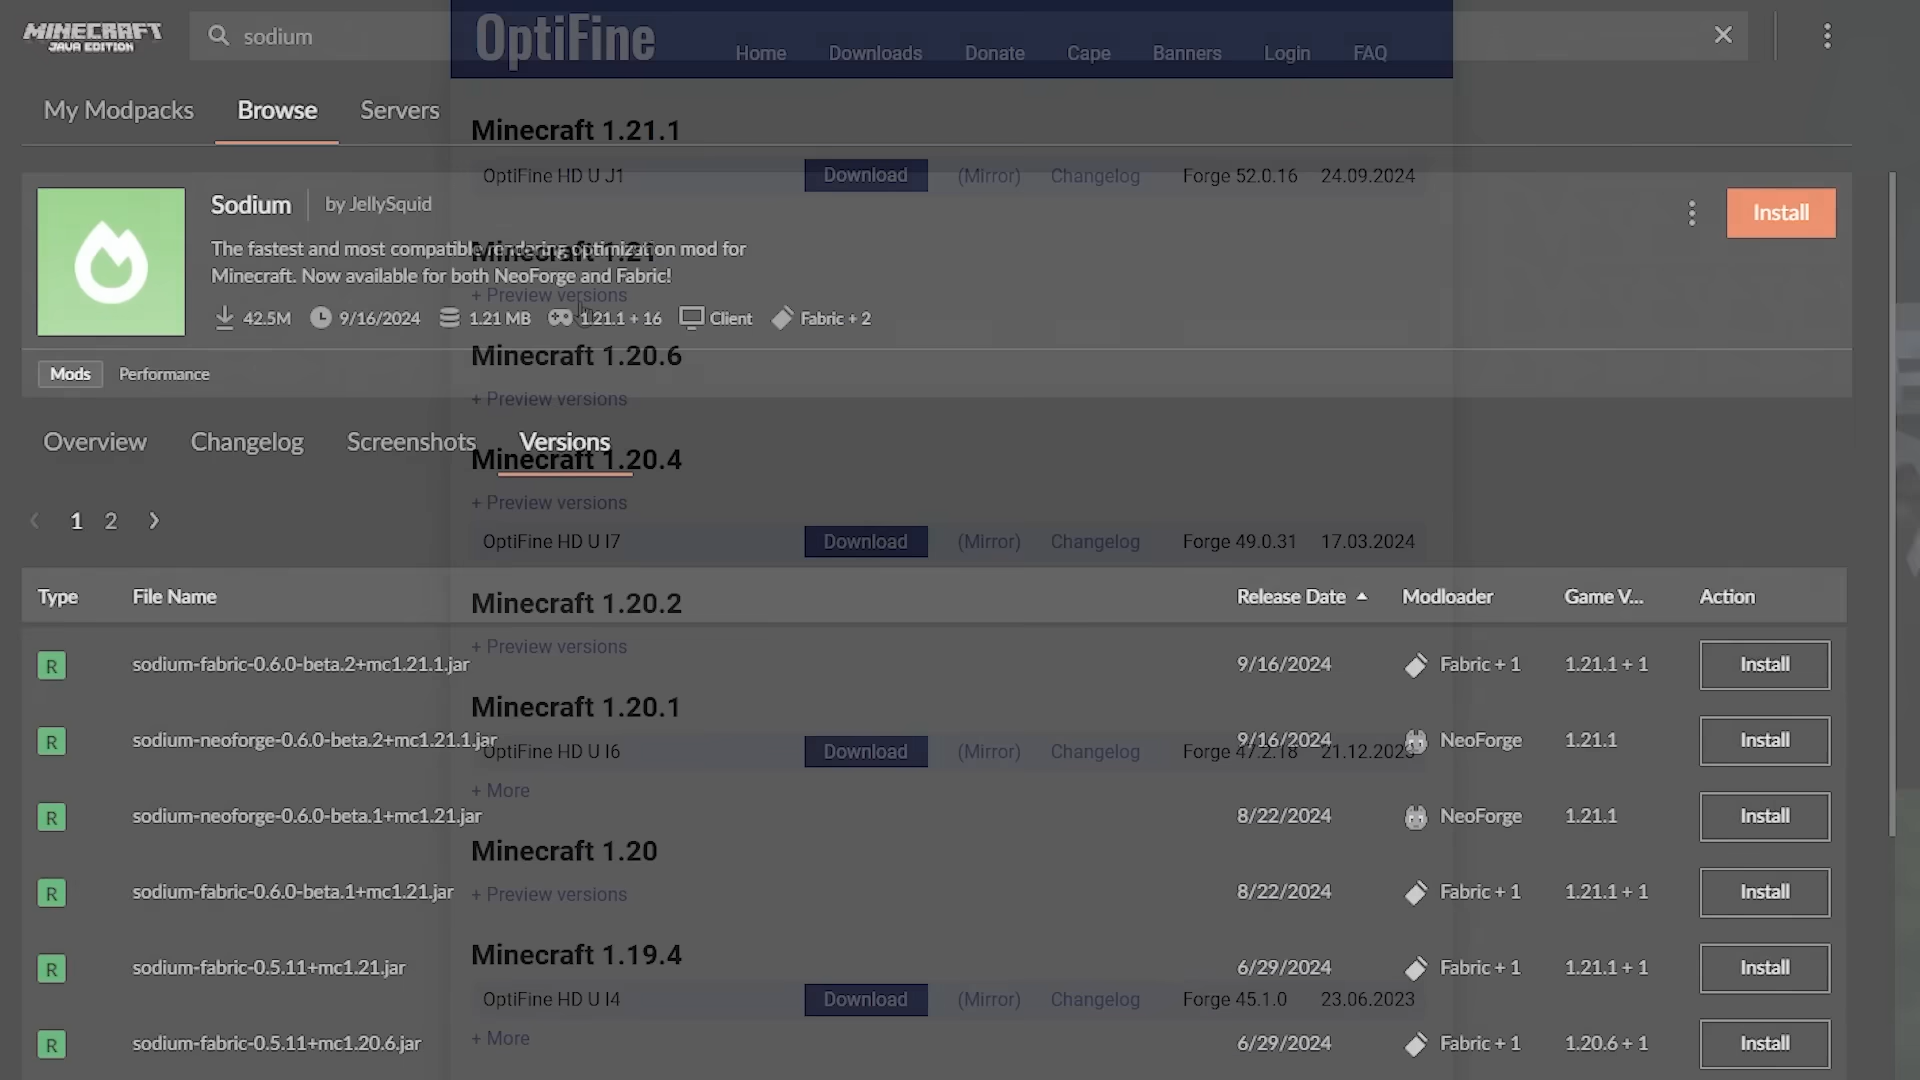 MINECRAFT
JAVA EDITION
sodium
OptiFine
Home Downloads Donate Cape Banners Login FAQ
My Modpacks Browse Servers
Minecraft 1.21.1
OptiFine HD U J1 Download (Mirror) Changelog Forge 52.0.16 24.09.2024
Sodium by JellySquid
Install
The fastest and most compatible rendering optimization mod for
Minecraft. Now available for both NeoForge and Fabric!
Minecraft 1.21
+ Preview versions
42.5M 9/16/2024 1.21 MB 1.21.1 + 16 Client Fabric + 2
Minecraft 1.20.6
Mods Performance
+ Preview versions
Overview Changelog Screenshots Versions
Minecraft 1.20.4
+ Preview versions
1 2
OptiFine HD U I7 Download (Mirror) Changelog Forge 49.0.31 17.03.2024
Type File Name Release Date Modloader Game V... Action
Minecraft 1.20.2
+ Preview versions
R sodium-fabric-0.6.0-beta.2+mc1.21.1.jar 9/16/2024 Fabric + 1 1.21.1 + 1 Install
Minecraft 1.20.1
R sodium-neoforge-0.6.0-beta.2+mc1.21.1.jar 9/16/2024 NeoForge 1.21.1 Install
OptiFine HD U I6 Download (Mirror) Changelog Forge 47.2.18 21.12.2023
+ More
R sodium-neoforge-0.6.0-beta.1+mc1.21.jar 8/22/2024 NeoForge 1.21.1 Install
Minecraft 1.20
R sodium-fabric-0.6.0-beta.1+mc1.21.jar 8/22/2024 Fabric + 1 1.21.1 + 1 Install
+ Preview versions
Minecraft 1.19.4
R sodium-fabric-0.5.11+mc1.21.jar 6/29/2024 Fabric + 1 1.21.1 + 1 Install
OptiFine HD U I4 Download (Mirror) Changelog Forge 45.1.0 23.06.2023
+ More
R sodium-fabric-0.5.11+mc1.20.6.jar 6/29/2024 Fabric + 1 1.20.6 + 1 Install